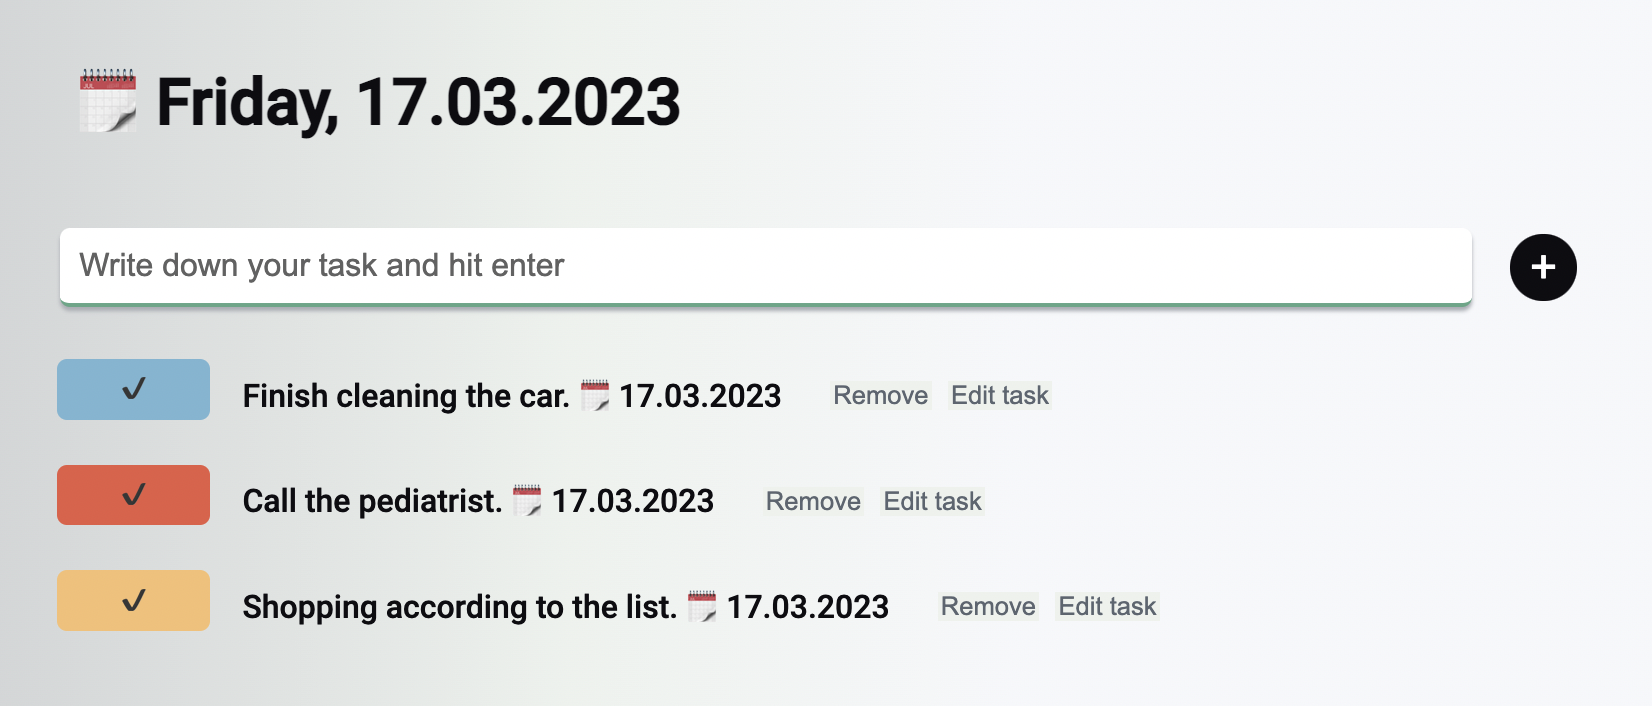 🗓 Friday, 17.03.2023
Write down your task and hit enter
+
✔ Finish cleaning the car. 🗓 17.03.2023 Remove Edit task
✔ Call the pediatrist. 🗓 17.03.2023 Remove Edit task
✔ Shopping according to the list. 🗓 17.03.2023 Remove Edit task